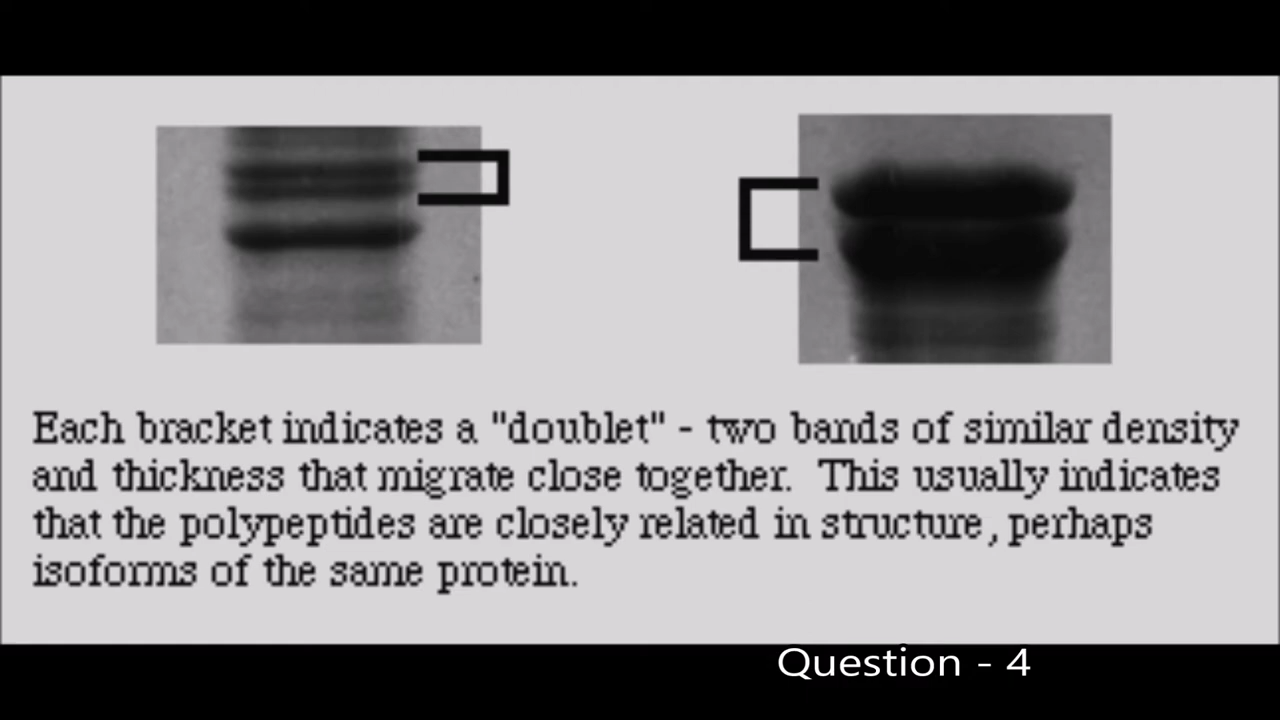 Each bracket indicates a "doublet" - two bands of similar density
and thickness that migrate close together. This usually indicates
that the polypeptides are closely related in structure, perhaps
isoforms of the same protein.
Question - 4